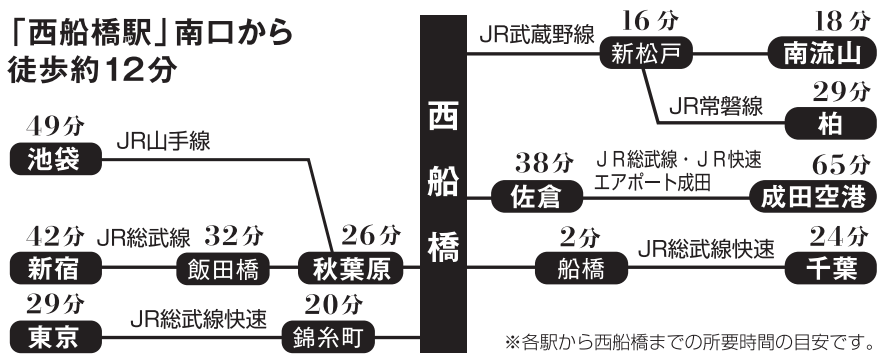 「西船橋駅」南口から
徒歩約12分
49分
池袋
JR山手線
42分
新宿
JR総武線
32分
飯田橋
26分
秋葉原
29分
東京
JR総武線快速
20分
錦糸町
西船橋
JR武蔵野線
16分
新松戸
18分
南流山
JR常磐線
29分
柏
38分
佐倉
JR総武線・JR快速
エアポート成田
65分
成田空港
2分
船橋
JR総武線快速
24分
千葉
※各駅から西船橋までの所要時間の目安です。